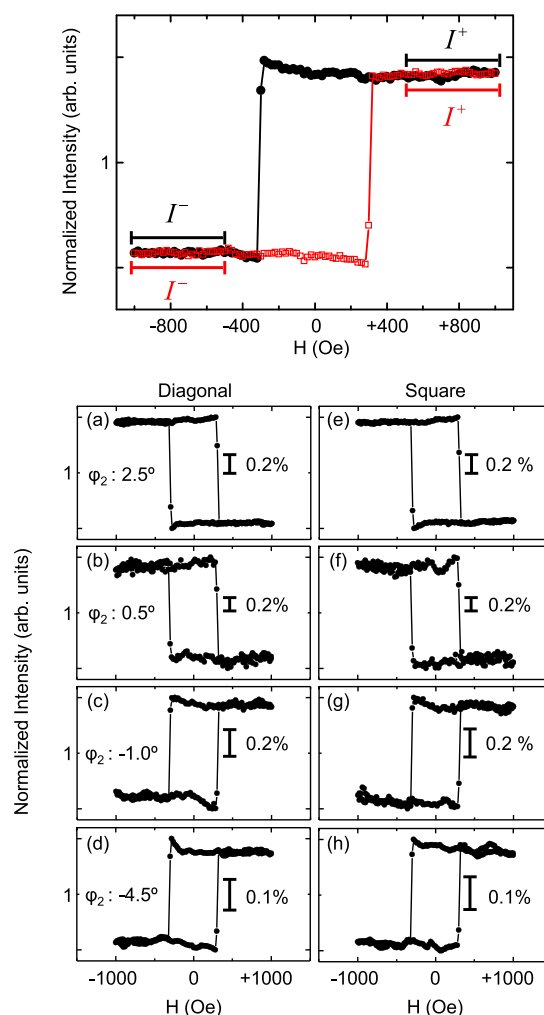 Normalized Intensity (arb. units)
1
I⁺
I⁺
I⁻
I⁻
-800
-400
0
+400
+800
H (Oe)
Diagonal
Square
Normalized Intensity (arb. units)
(a)
1
φ₂ : 2.5º
0.2%
(e)
0.2 %
(b)
1
φ₂ : 0.5º
0.2%
(f)
0.2%
(c)
1
φ₂ : -1.0º
0.2%
(g)
0.2 %
(d)
1
φ₂ : -4.5º
0.1%
(h)
0.1%
-1000
0
+1000
-1000
0
+1000
H (Oe)
H (Oe)